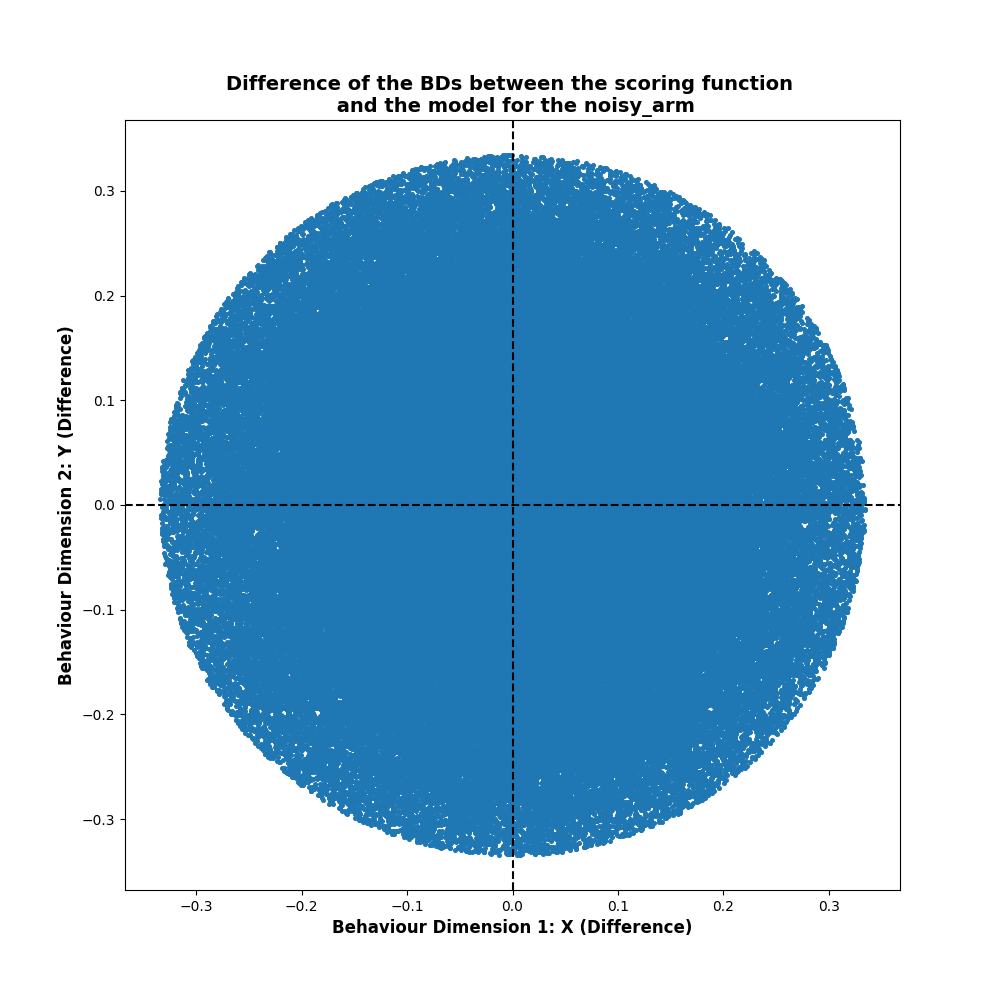 Difference of the BDs between the scoring function
and the model for the noisy_arm
0.3
0.2
0.1
0.0
−0.1
−0.2
−0.3
Behaviour Dimension 2: Y (Difference)
−0.3 −0.2 −0.1 0.0 0.1 0.2 0.3
Behaviour Dimension 1: X (Difference)